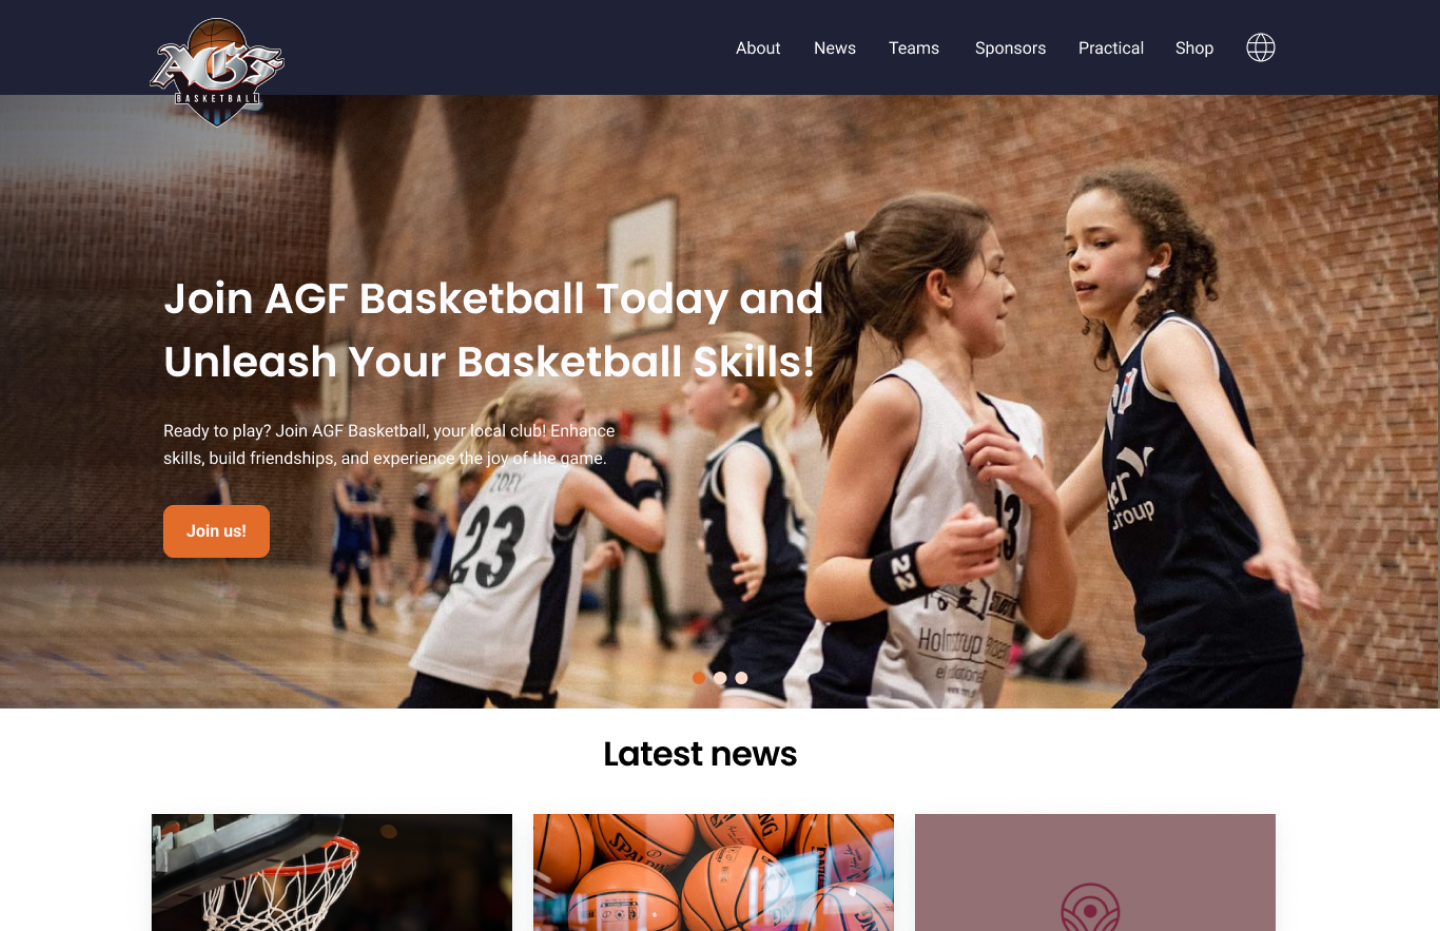 AGF
BASKETBALL
About
News
Teams
Sponsors
Practical
Shop
Join AGF Basketball Today and
Unleash Your Basketball Skills!
Ready to play? Join AGF Basketball, your local club! Enhance
skills, build friendships, and experience the joy of the game.
Join us!
ZOEY
23
22
13
Group
Latest news
SPALDING